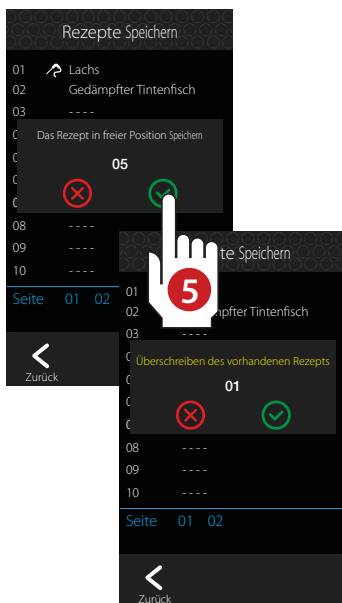 Rezepte Speichern
01 Lachs
02 Gedämpfter Tintenfisch
03 ----
Das Rezept in freier Position Speichern
05
08 ----
09 ----
10 ----
Seite 01 02
Zurück
5
te Speichern
01
02 mpfter Tintenfisch
03
Überschreiben des vorhandenen Rezepts
01
08 ----
09 ----
10 ----
Seite 01 02
Zurück